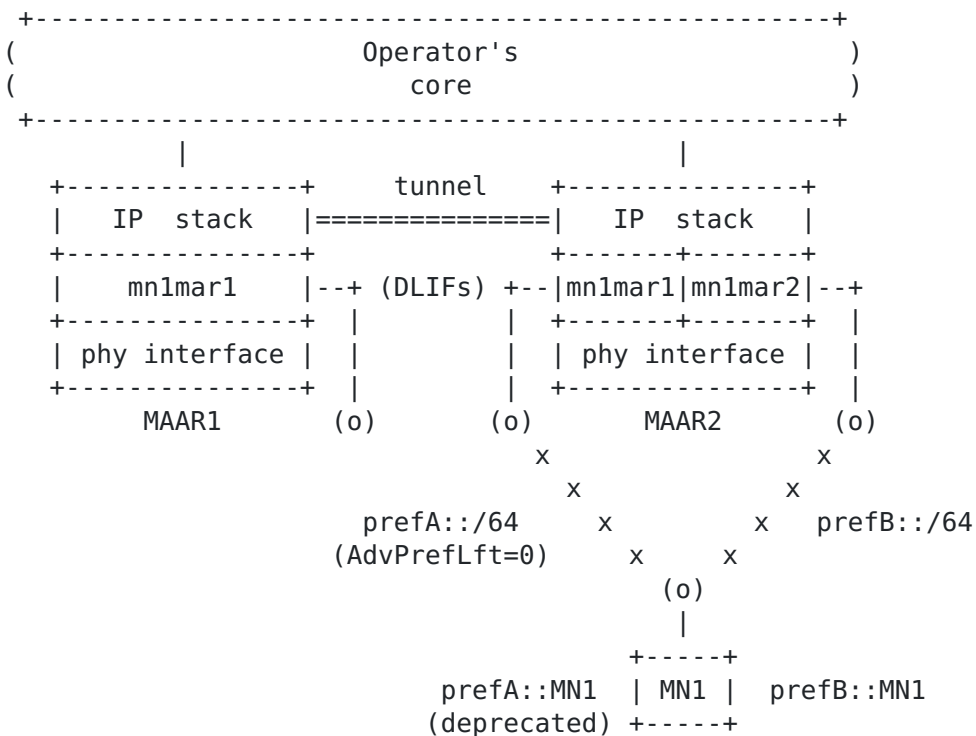 Operator's
core
tunnel
IP stack IP stack
mn1mar1 (DLIFs) mn1mar1 mn1mar2
phy interface phy interface
MAAR1 (o) (o) MAAR2 (o)
x x
x x
prefA::/64 x x prefB::/64
(AdvPrefLft=0) x x
(o)
prefA::MN1 MN1 prefB::MN1
(deprecated)